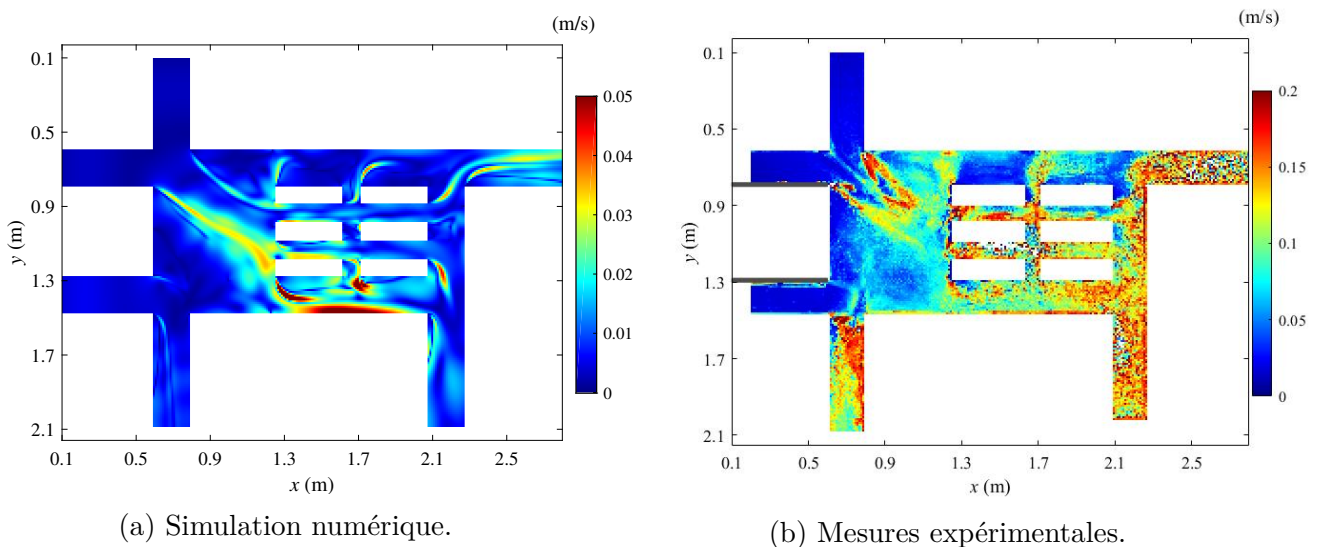 (m/s)
0.1
0.5
0.9
1.3
1.7
2.1
y (m)
0.1 0.5 0.9 1.3 1.7 2.1 2.5
x (m)
0.05
0.04
0.03
0.02
0.01
0
(a) Simulation numérique.
(m/s)
0.1
0.5
0.9
1.3
1.7
2.1
y (m)
0.1 0.5 0.9 1.3 1.7 2.1 2.5
x (m)
0.2
0.15
0.1
0.05
0
(b) Mesures expérimentales.